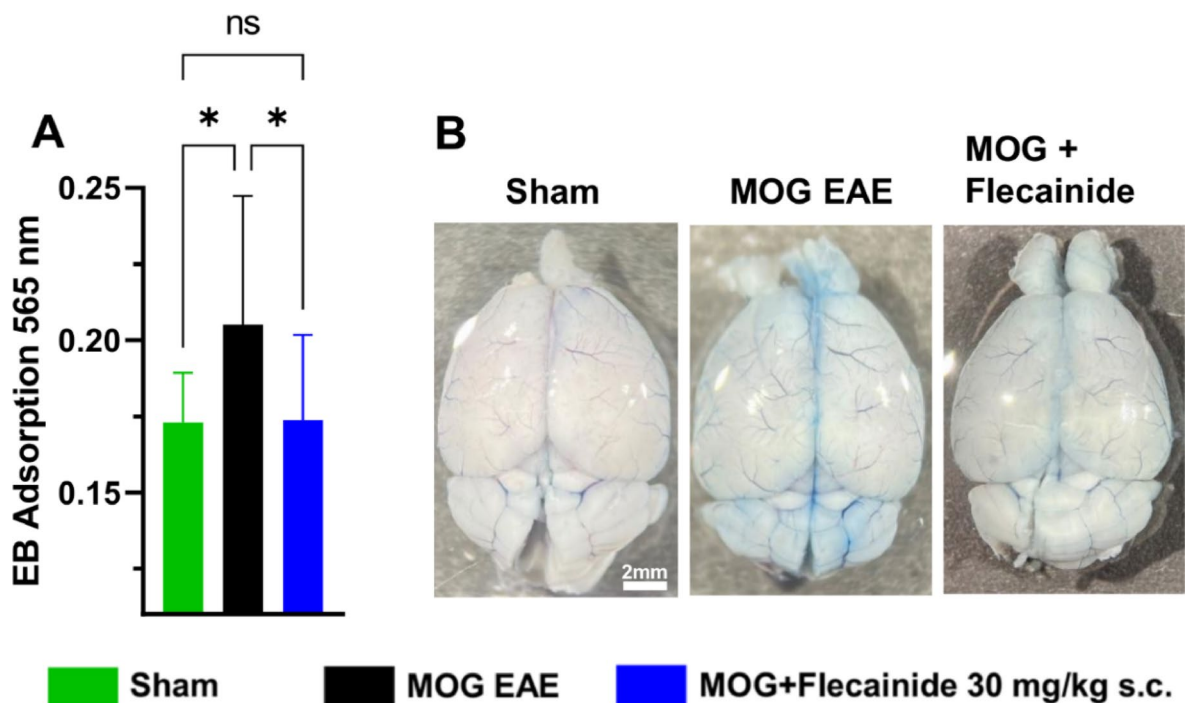 ns
* *
A
EB Adsorption 565 nm
0.25
0.20
0.15
B
Sham
MOG EAE
MOG +
Flecainide
2mm
Sham
MOG EAE
MOG+Flecainide 30 mg/kg s.c.